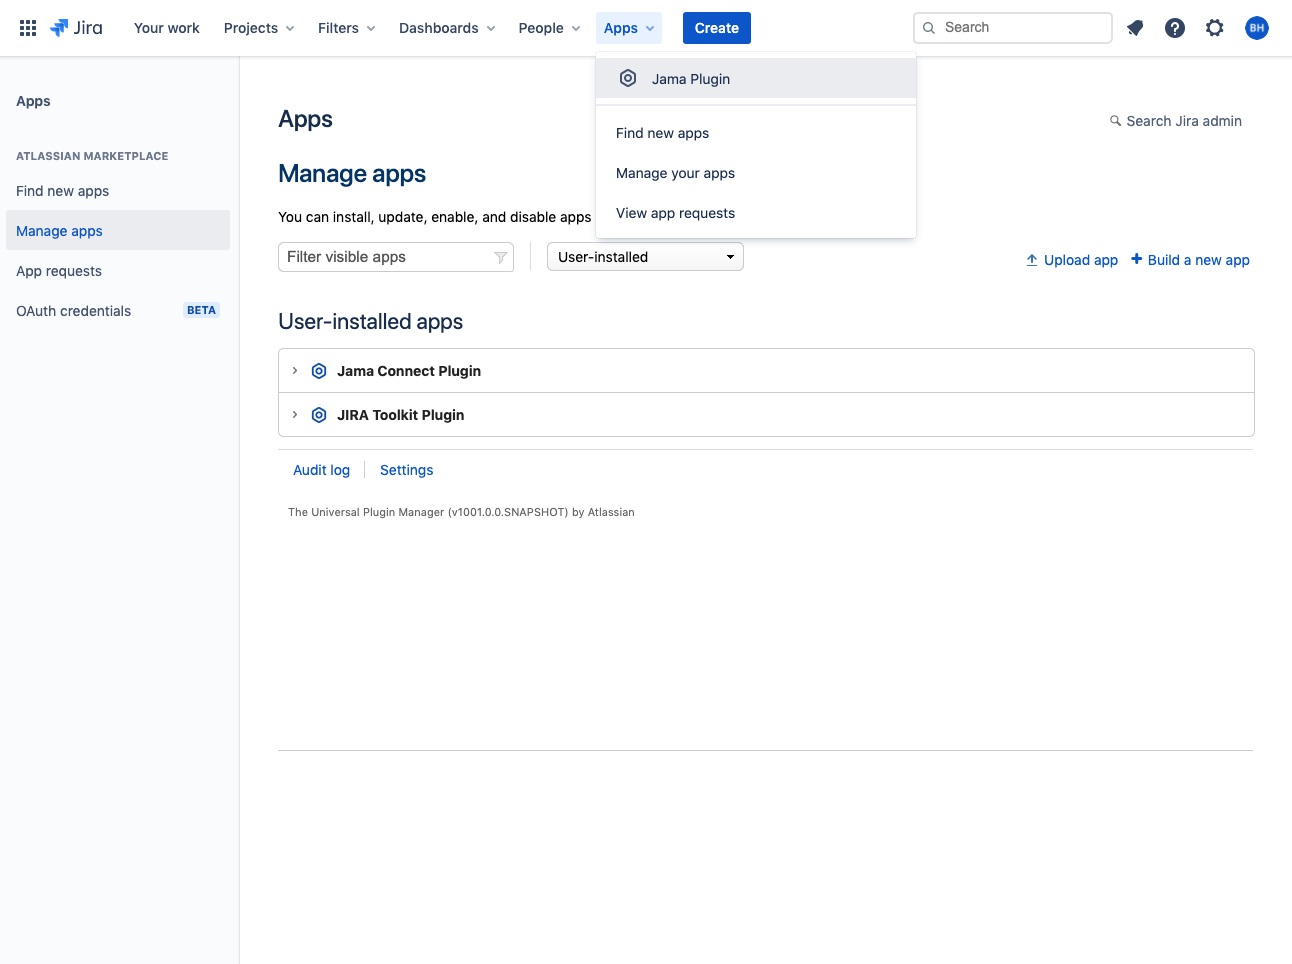 Jira Your work Projects Filters Dashboards People Apps Create Search BH
Jama Plugin
Find new apps
Manage your apps
View app requests
Apps
ATLASSIAN MARKETPLACE
Find new apps
Manage apps
App requests
OAuth credentials BETA
Apps
Search Jira admin
Manage apps
You can install, update, enable, and disable apps
Filter visible apps User-installed Upload app Build a new app
User-installed apps
Jama Connect Plugin
JIRA Toolkit Plugin
Audit log Settings
The Universal Plugin Manager (v1001.0.0.SNAPSHOT) by Atlassian